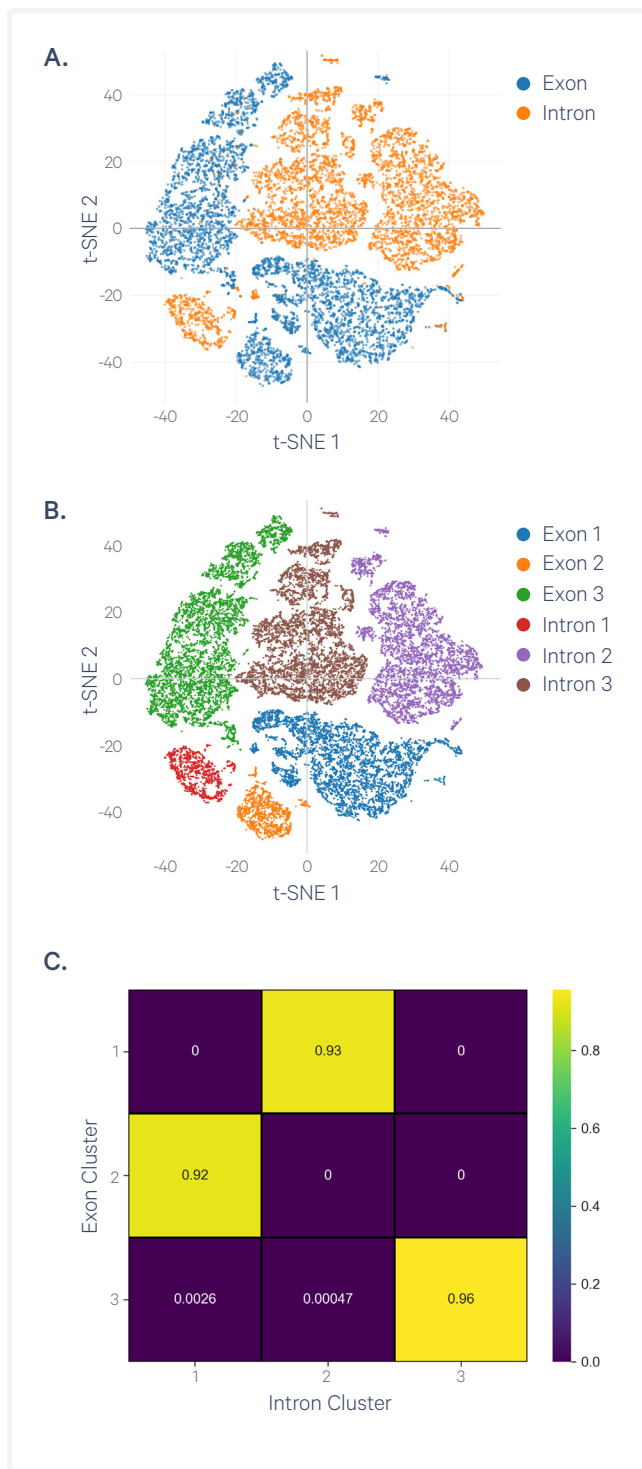 A.
Exon
Intron
t-SNE 2
40
20
0
-20
-40
-40 -20 0 20 40
t-SNE 1
B.
Exon 1
Exon 2
Exon 3
Intron 1
Intron 2
Intron 3
t-SNE 2
40
20
0
-20
-40
-40 -20 0 20 40
t-SNE 1
C.
Exon Cluster
1 0 0.93 0
2 0.92 0 0
3 0.0026 0.00047 0.96
1 2 3
Intron Cluster
0.8
0.6
0.4
0.2
0.0